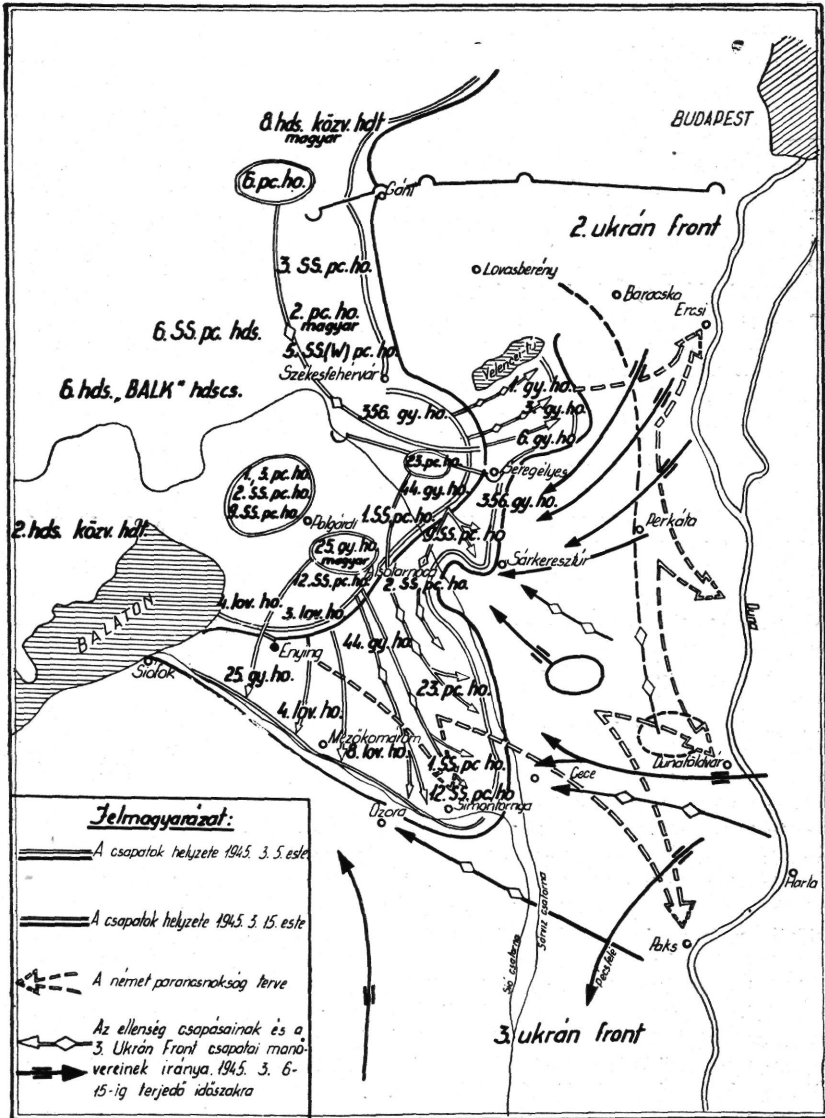 BUDAPEST
8. hds. közv. hdt
magyar
6. pc. ho.
Gánt
2. ukrán front
3. SS. pc. ho.
Lovasberény
Baracska
Ercsi
2. pc. ho.
magyar
6. SS. pc. hds.
5. SS.(W) pc. ho.
Székesfehérvár
Velencei t.
6. hds. „BALK" hdscs.
1. gy. ho.
3. gy. ho.
356. gy. ho.
6. gy. ho.
23. pc. ho.
Seregélyes
1. 3. pc. ho.
2. SS. pc. ho.
9. SS. pc. ho.
44. gy. ho.
356. gy. ho.
Polgárdi
1. SS. pc. ho.
9. SS. pc. ho
Perkáta
2. hds. közv. hdt.
25. gy. ho.
magyar
Sárkeresztúr
12. SS. pc. ho.
2. SS. pc. ho.
BALATON
4. lov. ho.
3. lov. ho.
Duna
Enying
44. gy. ho.
Siófok
25. gy. ho.
23. pc. ho.
4. lov. ho.
Mezőkomárom
8. lov. ho.
1. SS. pc. ho.
Dunaföldvár
Cece
12. SS. pc. ho
Simontornya
Ozora
Harta
Paks
Sió csatorna
Sárvíz csatorna
Pécs felé
3. ukrán front
Jelmagyarázat:
A csapatok helyzete 1945. 3. 5. este
A csapatok helyzete 1945. 3. 15. este
A német parancsnokság terve
Az ellenség csapásainak és a
3. Ukrán Front csapatai manő-
vereinek iránya. 1945. 3. 6-
15-ig terjedő időszakra